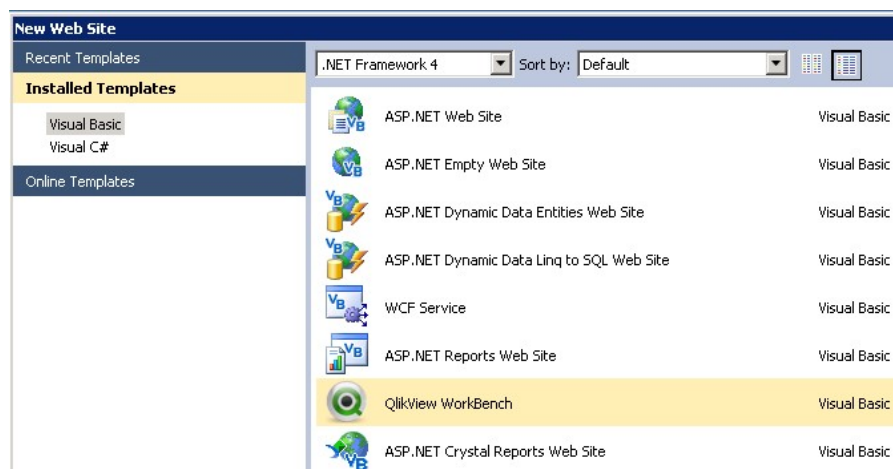 New Web Site
Recent Templates
Installed Templates
Visual Basic
Visual C#
Online Templates
.NET Framework 4 Sort by: Default
ASP.NET Web Site Visual Basic
ASP.NET Empty Web Site Visual Basic
ASP.NET Dynamic Data Entities Web Site Visual Basic
ASP.NET Dynamic Data Linq to SQL Web Site Visual Basic
WCF Service Visual Basic
ASP.NET Reports Web Site Visual Basic
QlikView WorkBench Visual Basic
ASP.NET Crystal Reports Web Site Visual Basic